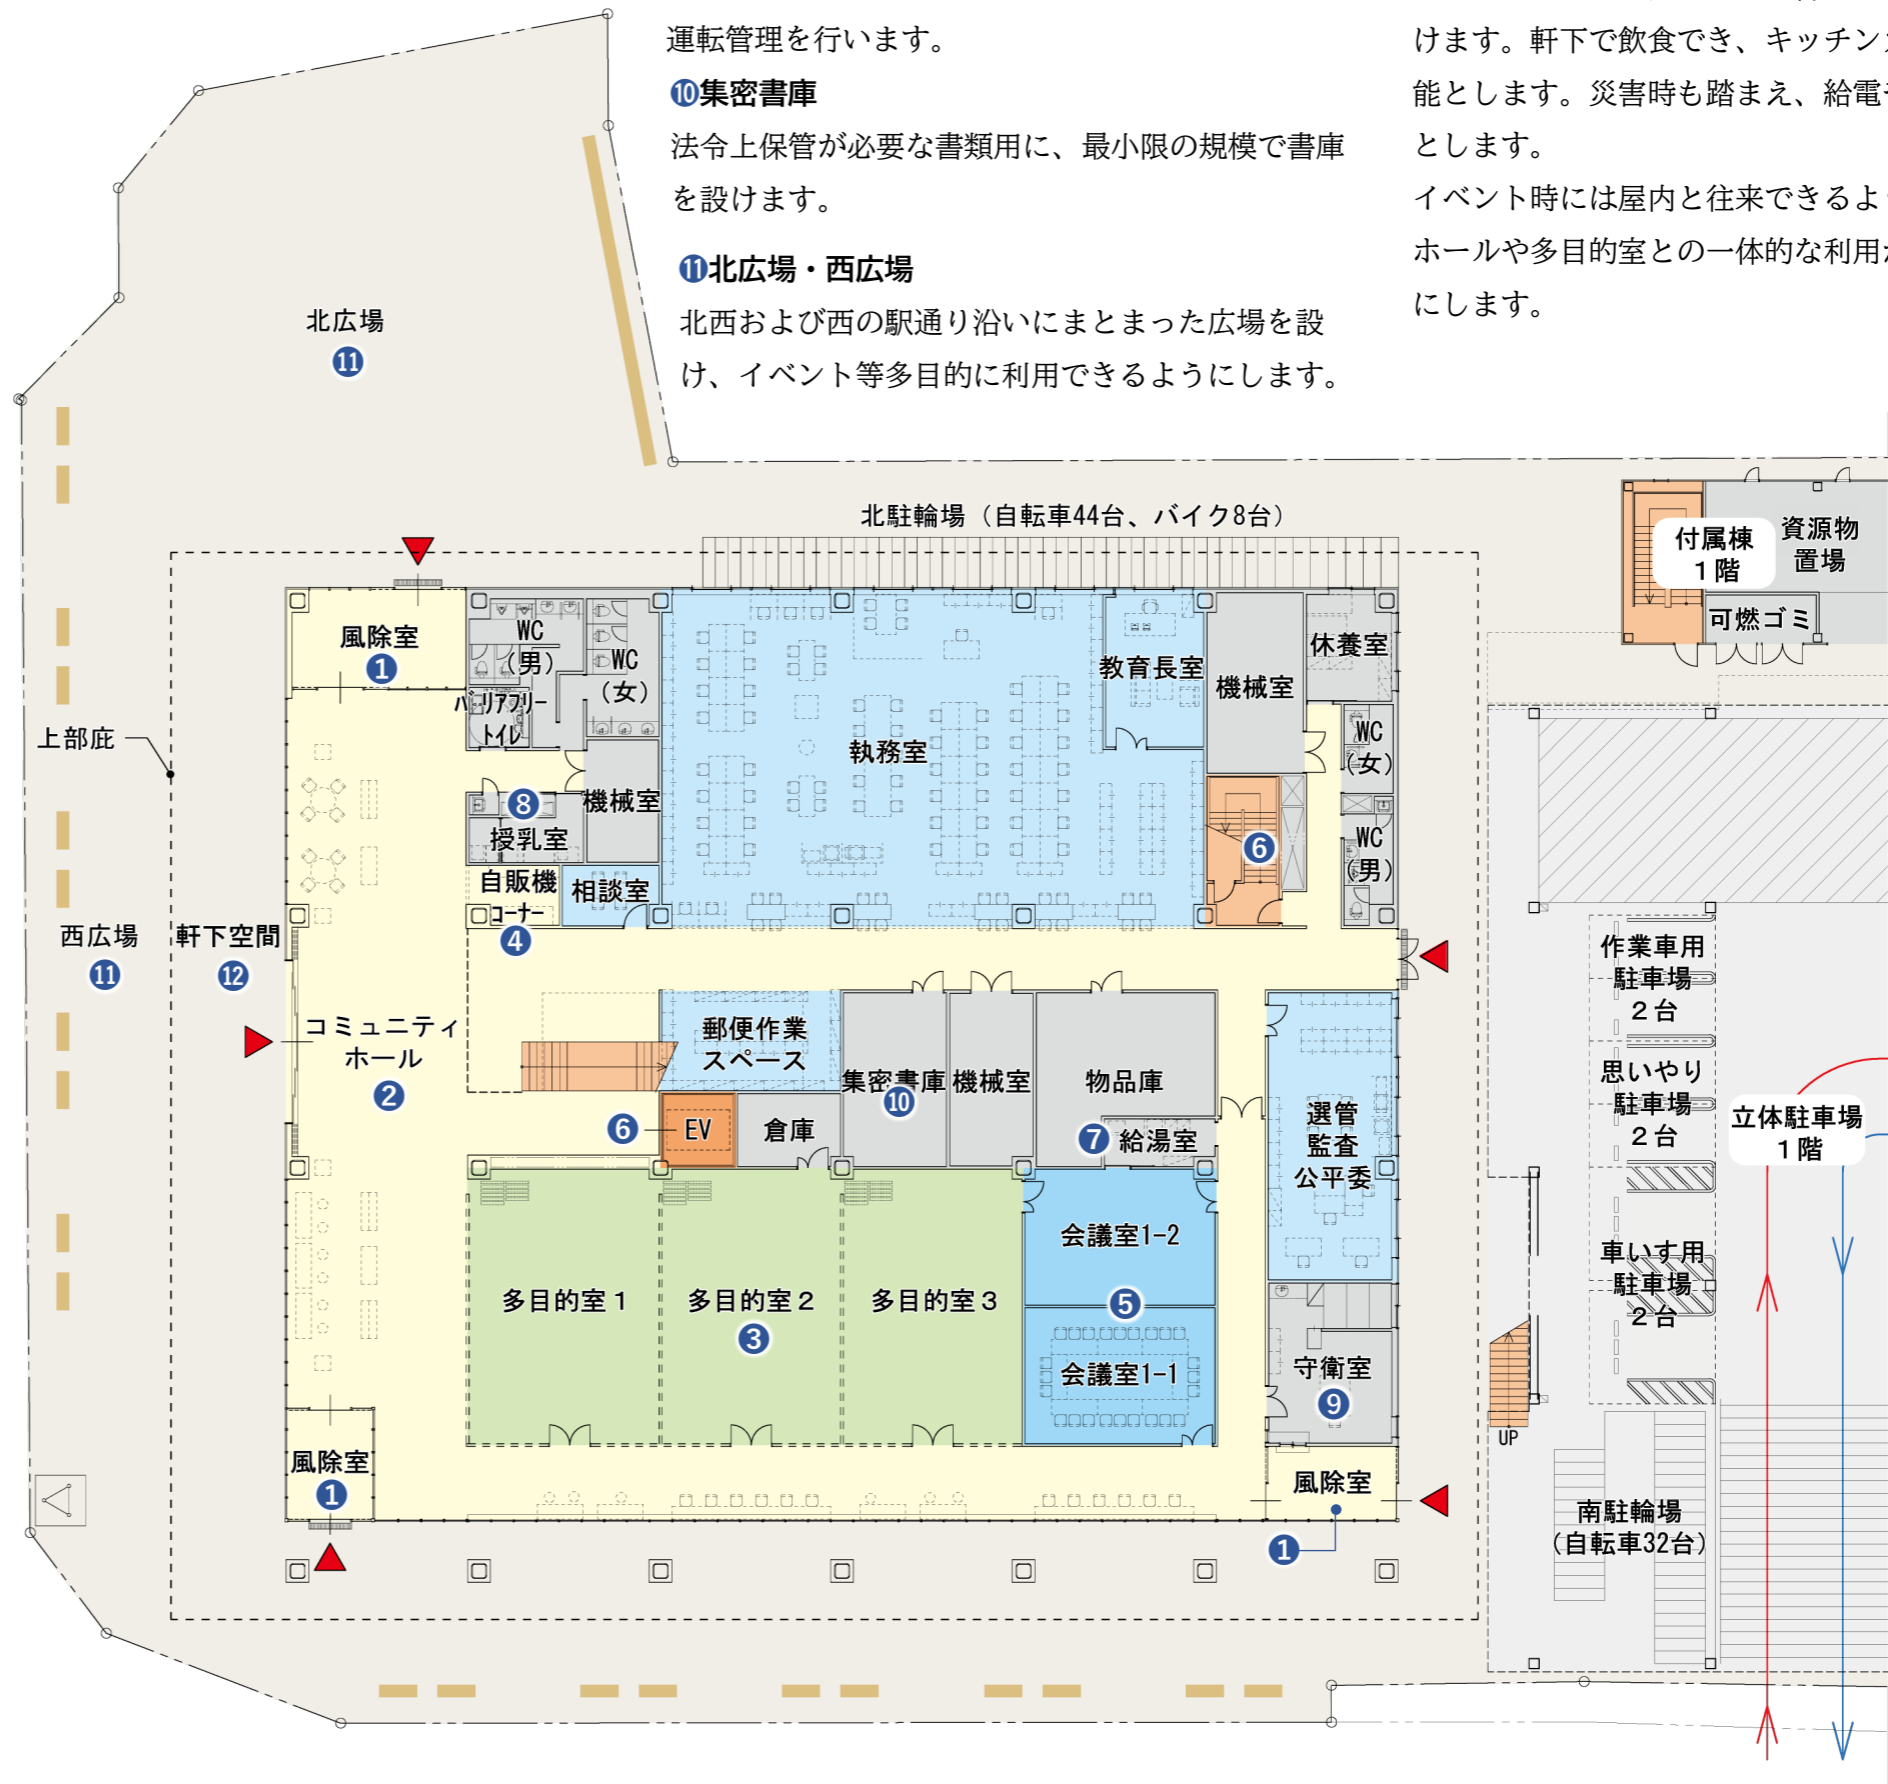 運転管理を行います。
⑩集密書庫
法令上保管が必要な書類用に、最小限の規模で書庫
を設けます。
⑪北広場・西広場
北西および西の駅通り沿いにまとまった広場を設
け、イベント等多目的に利用できるようにします。
けます。軒下で飲食でき、キッチン
能とします。災害時も踏まえ、給電
とします。
イベント時には屋内と往来できるよ
ホールや多目的室との一体的な利用
にします。
北広場
⑪
北駐輪場（自転車44台、バイク8台）
付属棟
１階
資源物
置場
可燃ゴミ
風除室
❶
WC
（男）
WC
（女）
バリアフリー
トイレ
上部庇
執務室
教育長室
機械室
休養室
WC
（女）
WC
（男）
⑧
授乳室
機械室
⑥
自販機
コーナー
④
相談室
西広場
⑪
軒下空間
⑫
コミュニティ
ホール
②
郵便作業
スペース
集密書庫
⑩
機械室
物品庫
⑥
EV
倉庫
⑦
給湯室
選管
監査
公平委
作業車用
駐車場
２台
思いやり
駐車場
２台
立体駐車場
１階
車いす用
駐車場
２台
多目的室１
多目的室２
③
多目的室３
会議室1-2
⑤
会議室1-1
守衛室
⑨
UP
風除室
①
風除室
①
南駐輪場
（自転車32台）